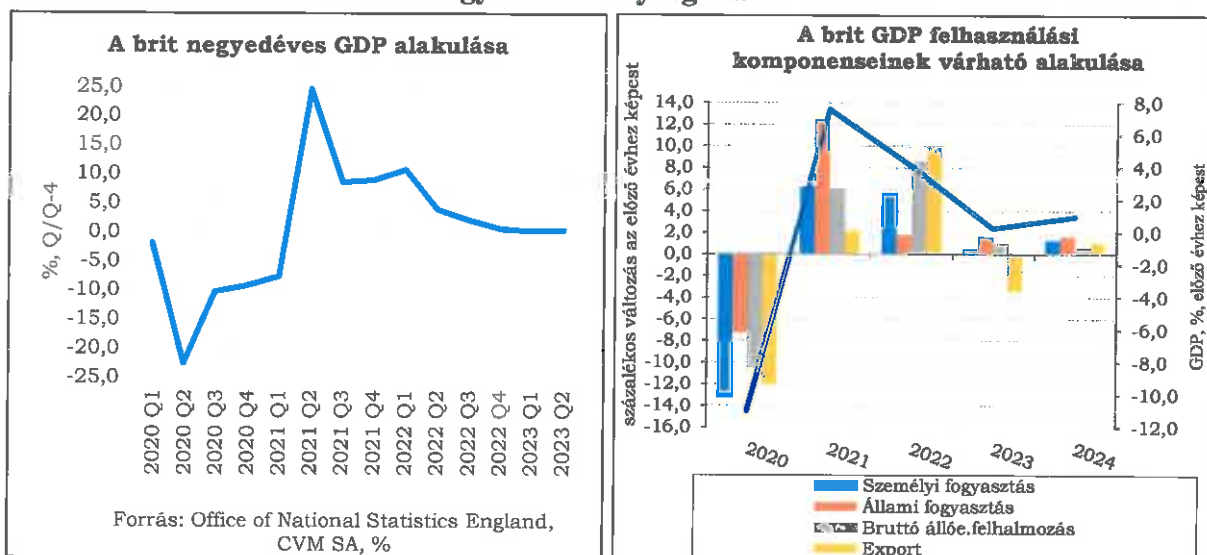 A brit negyedéves GDP alakulása
%, Q/Q-4
25,0
20,0
15,0
10,0
5,0
0,0
-5,0
-10,0
-15,0
-20,0
-25,0
2020 Q1
2020 Q2
2020 Q3
2020 Q4
2021 Q1
2021 Q2
2021 Q3
2021 Q4
2022 Q1
2022 Q2
2022 Q3
2022 Q4
2023 Q1
2023 Q2
Forrás: Office of National Statistics England,
CVM SA, %
A brit GDP felhasználási
komponenseinek várható alakulása
százalékos változás az előző évhez képest
14,0
12,0
10,0
8,0
6,0
4,0
2,0
0,0
-2,0
-4,0
-6,0
-8,0
-10,0
-12,0
-14,0
-16,0
8,0
6,0
4,0
2,0
0,0
-2,0
-4,0
-6,0
-8,0
-10,0
-12,0
GDP, %, előző évhez képest
2020
2021
2022
2023
2024
Személyi fogyasztás
Állami fogyasztás
Bruttó állóe.felhalmozás
Export